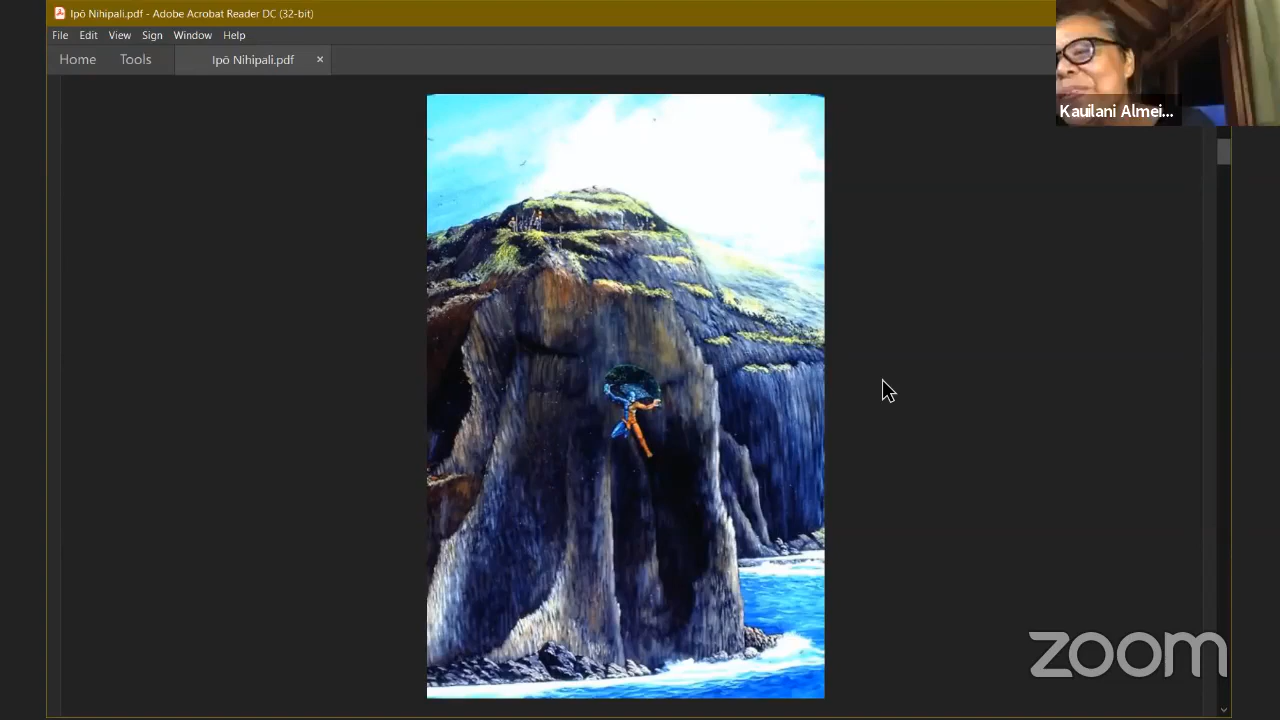 Ipō Nihipali.pdf - Adobe Acrobat Reader DC (32-bit)
File Edit View Sign Window Help
Home Tools Ipō Nihipali.pdf ×
Kauilani Almei...
zoom